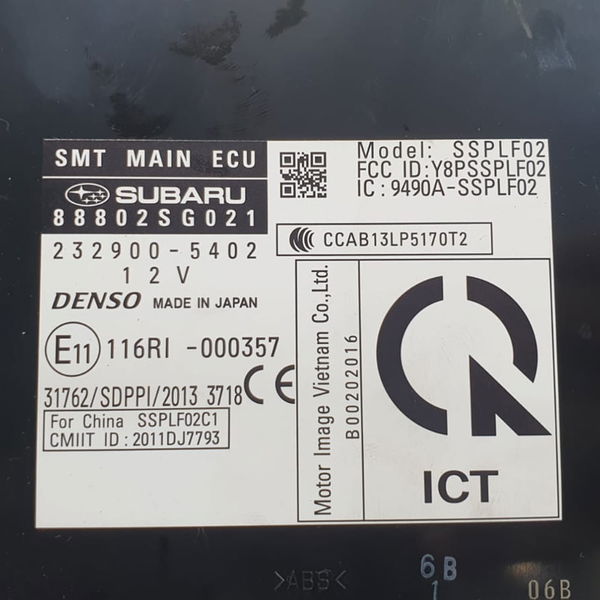 SMT MAIN ECU
SUBARU
88802SG021
232900-5402
12V
DENSO MADE IN JAPAN
E11 116RI -000357
31762/SDPPI/2013 3718 CE
For China SSPLF02C1
CMIIT ID : 2011DJ7793
Model: SSPLF02
FCC ID:Y8PSSPLF02
IC : 9490A-SSPLF02
CCAB13LP5170T2
Motor Image Vietnam Co.,Ltd.
B00202016
ICT
>ABS<
6B
1
06B